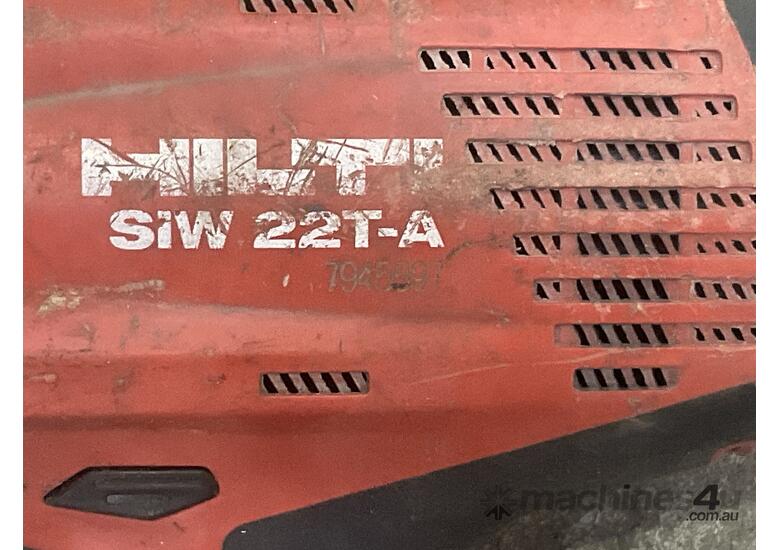 HILTI
SiW 22T-A
machines4u
.com.au